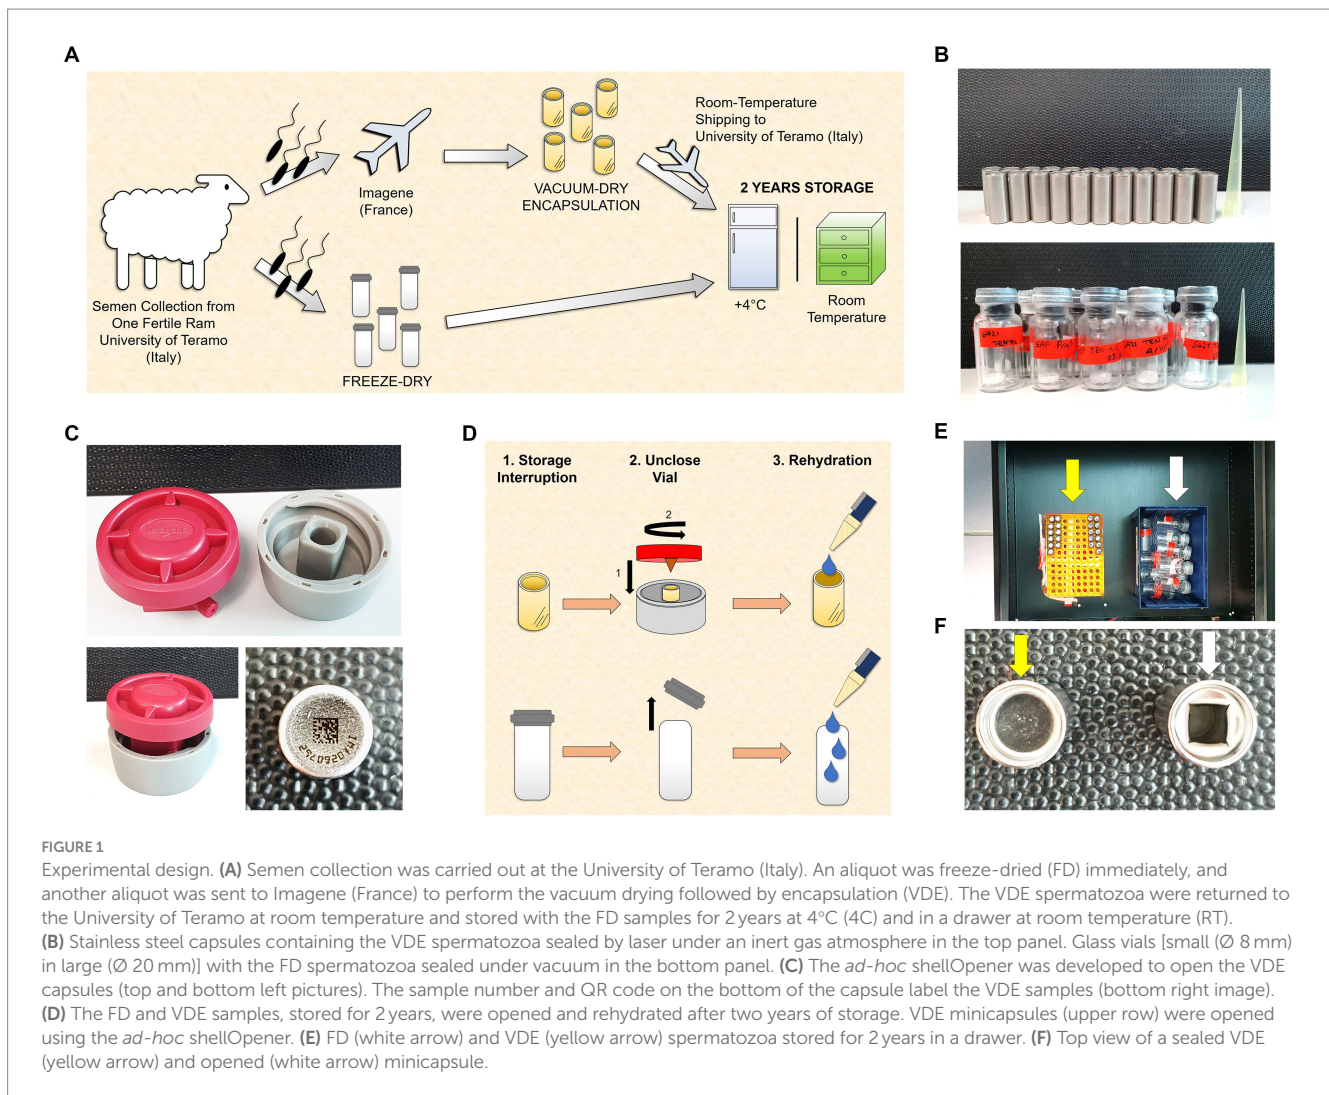 A
Semen Collection from
One Fertile Ram
University of Teramo
(Italy)
Imagene
(France)
VACUUM-DRY
ENCAPSULATION
FREEZE-DRY
Room-Temperature
Shipping to
University of Teramo (Italy)
2 YEARS STORAGE
+4°C
Room
Temperature
B
C
D
1. Storage
Interruption
2. Unclose
Vial
3. Rehydration
2
1
E
F
FIGURE 1
Experimental design. (A) Semen collection was carried out at the University of Teramo (Italy). An aliquot was freeze-dried (FD) immediately, and
another aliquot was sent to Imagene (France) to perform the vacuum drying followed by encapsulation (VDE). The VDE spermatozoa were returned to
the University of Teramo at room temperature and stored with the FD samples for 2 years at 4°C (4C) and in a drawer at room temperature (RT).
(B) Stainless steel capsules containing the VDE spermatozoa sealed by laser under an inert gas atmosphere in the top panel. Glass vials [small (Ø 8 mm)
in large (Ø 20 mm)] with the FD spermatozoa sealed under vacuum in the bottom panel. (C) The ad-hoc shellOpener was developed to open the VDE
capsules (top and bottom left pictures). The sample number and QR code on the bottom of the capsule label the VDE samples (bottom right image).
(D) The FD and VDE samples, stored for 2 years, were opened and rehydrated after two years of storage. VDE minicapsules (upper row) were opened
using the ad-hoc shellOpener. (E) FD (white arrow) and VDE (yellow arrow) spermatozoa stored for 2 years in a drawer. (F) Top view of a sealed VDE
(yellow arrow) and opened (white arrow) minicapsule.